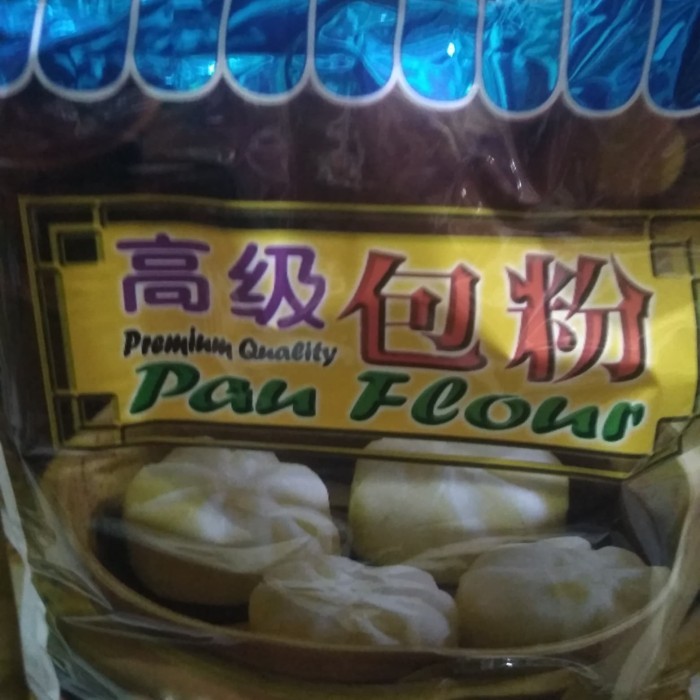 高级包粉
Premium Quality
Pau Flour